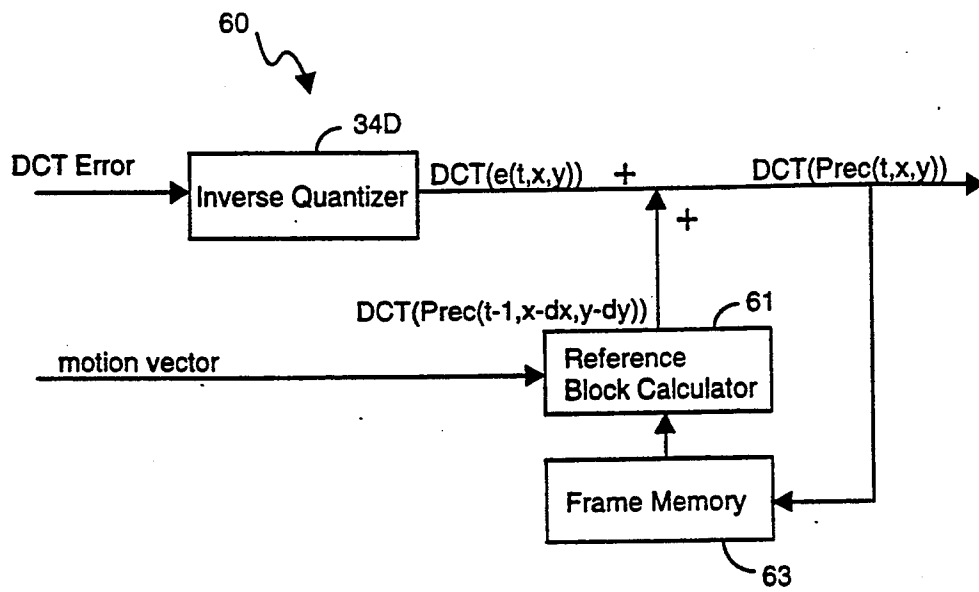 60
34D
DCT Error
Inverse Quantizer
DCT(e(t,x,y))
+
DCT(Prec(t,x,y))
+
DCT(Prec(t-1,x-dx,y-dy))
61
motion vector
Reference
Block Calculator
Frame Memory
63